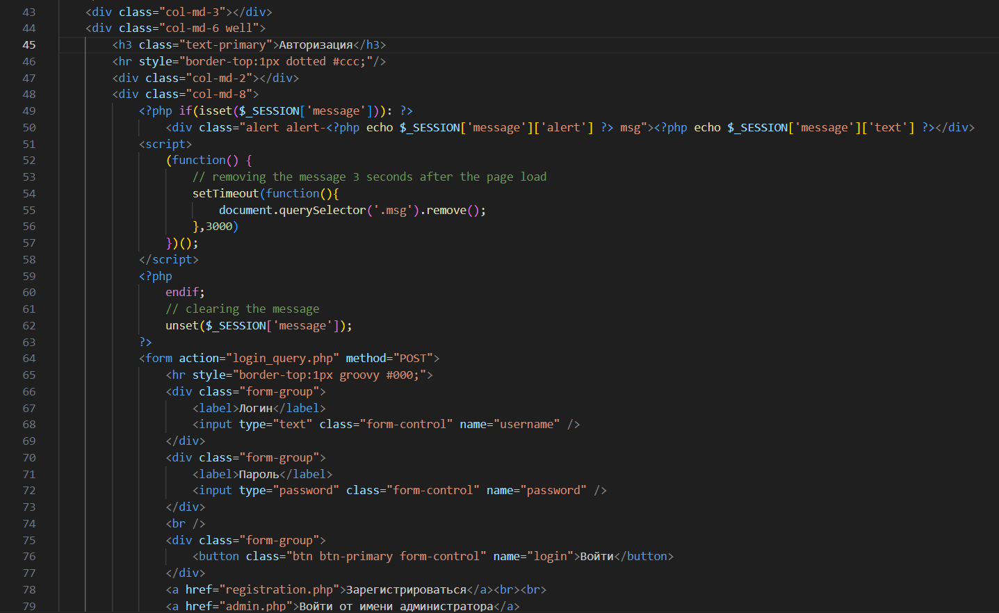 43 <div class="col-md-3"></div>
44 <div class="col-md-6 well">
45 <h3 class="text-primary">Авторизация</h3>
46 <hr style="border-top:1px dotted #ccc;"/>
47 <div class="col-md-2"></div>
48 <div class="col-md-8">
49 <?php if(isset($_SESSION['message'])): ?>
50 <div class="alert alert-<?php echo $_SESSION['message']['alert'] ?> msg"><?php echo $_SESSION['message']['text'] ?></div>
51 <script>
52 (function() {
53 // removing the message 3 seconds after the page load
54 setTimeout(function(){
55 document.querySelector('.msg').remove();
56 },3000)
57 })();
58 </script>
59 <?php
60 endif;
61 // clearing the message
62 unset($_SESSION['message']);
63 ?>
64 <form action="login_query.php" method="POST">
65 <hr style="border-top:1px groovy #000;">
66 <div class="form-group">
67 <label>Логин</label>
68 <input type="text" class="form-control" name="username" />
69 </div>
70 <div class="form-group">
71 <label>Пароль</label>
72 <input type="password" class="form-control" name="password" />
73 </div>
74 <br />
75 <div class="form-group">
76 <button class="btn btn-primary form-control" name="login">Войти</button>
77 </div>
78 <a href="registration.php">Зарегистрироваться</a><br><br>
79 <a href="admin.php">Войти от имени администратора</a>